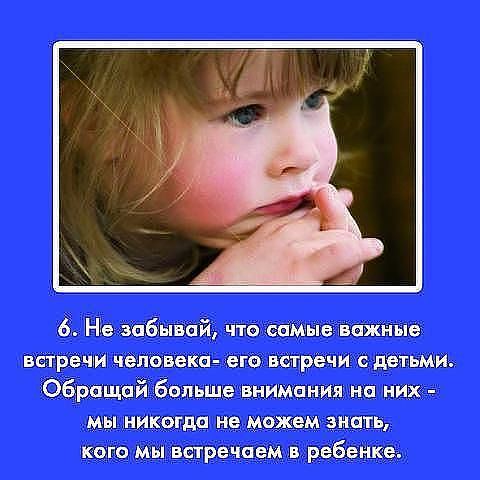 6. Не забывай, что самые важные
встречи человека- его встречи с детьми.
Обращай больше внимания на них -
мы никогда не можем знать,
кого мы встречаем в ребенке.